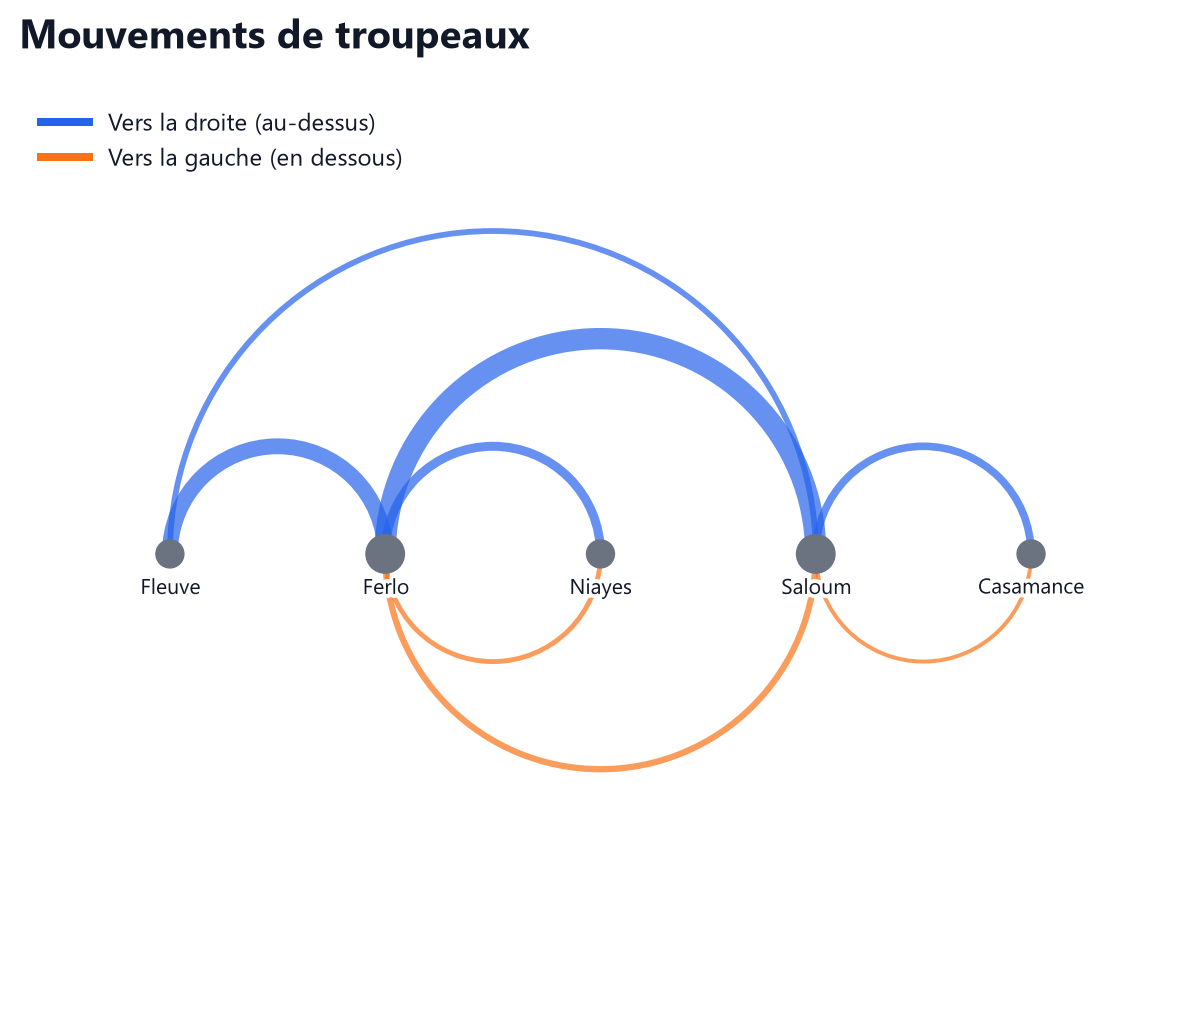 Mouvements de troupeaux
Vers la droite (au-dessus)
Vers la gauche (en dessous)
Fleuve
Ferlo
Niayes
Saloum
Casamance